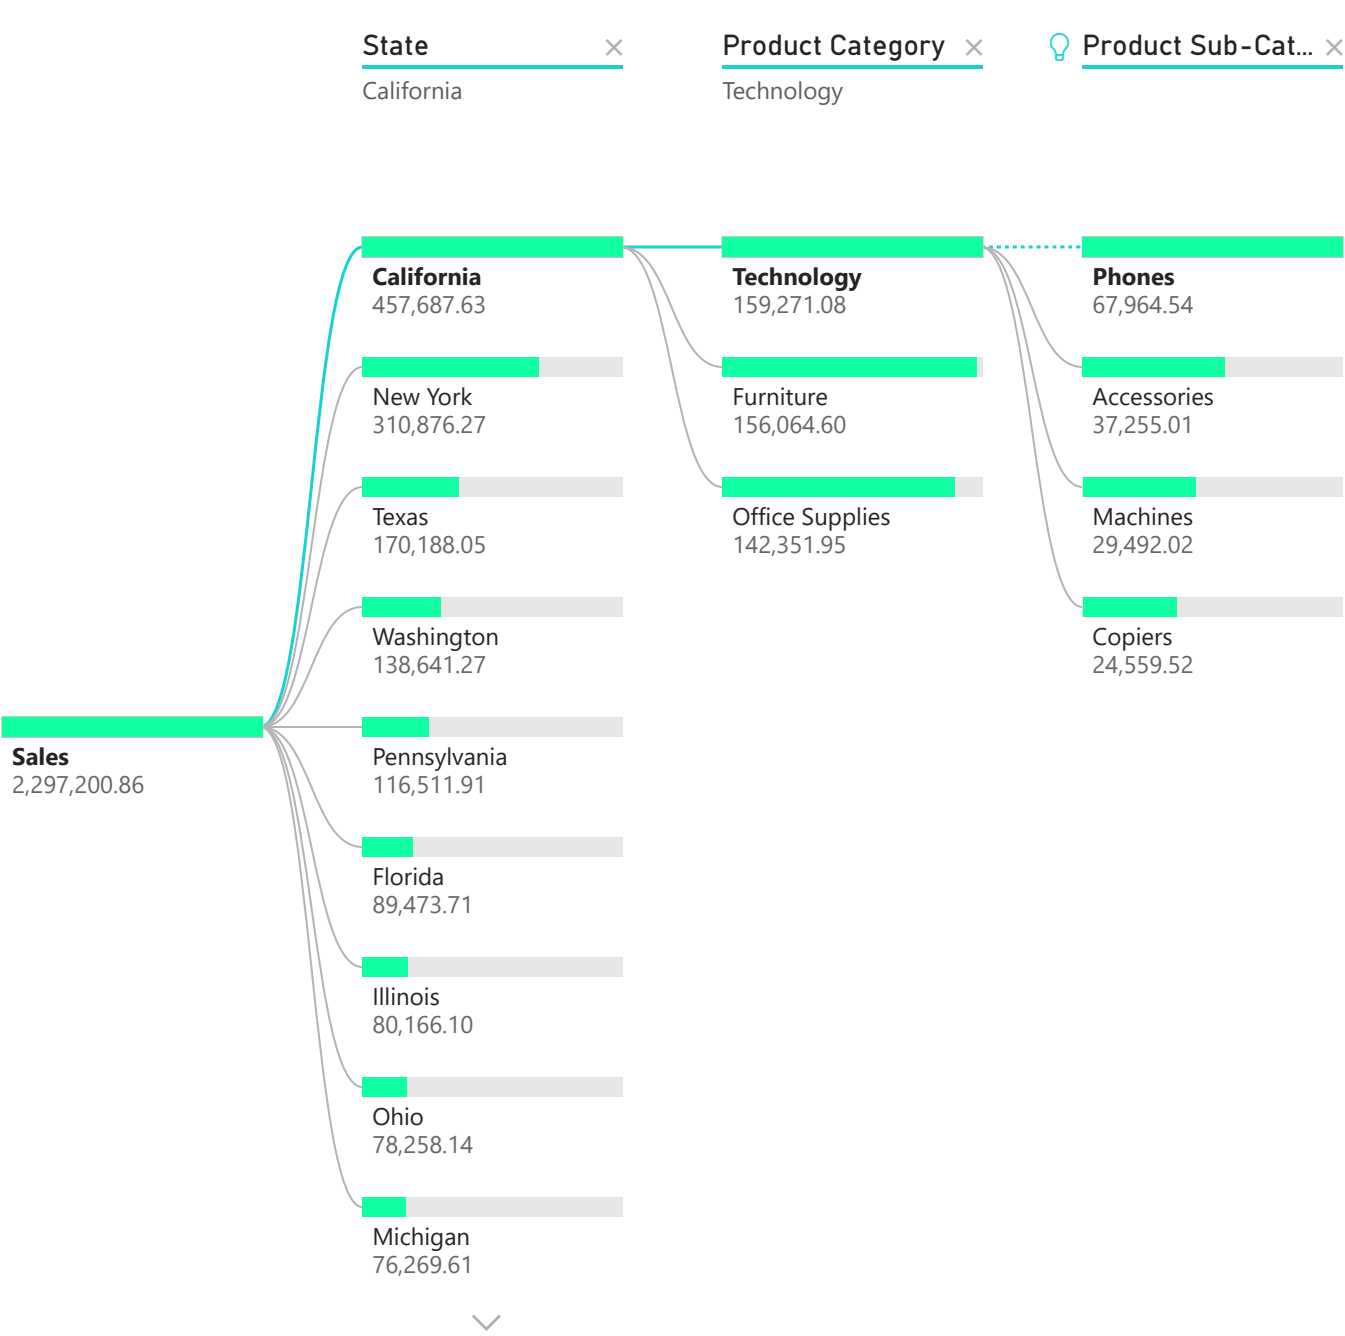 State
Product Category
Product Sub-Cat...
California
Technology
California
457,687.63
New York
310,876.27
Texas
170,188.05
Washington
138,641.27
Pennsylvania
116,511.91
Florida
89,473.71
Illinois
80,166.10
Ohio
78,258.14
Michigan
76,269.61
Sales
2,297,200.86
Technology
159,271.08
Furniture
156,064.60
Office Supplies
142,351.95
Phones
67,964.54
Accessories
37,255.01
Machines
29,492.02
Copiers
24,559.52